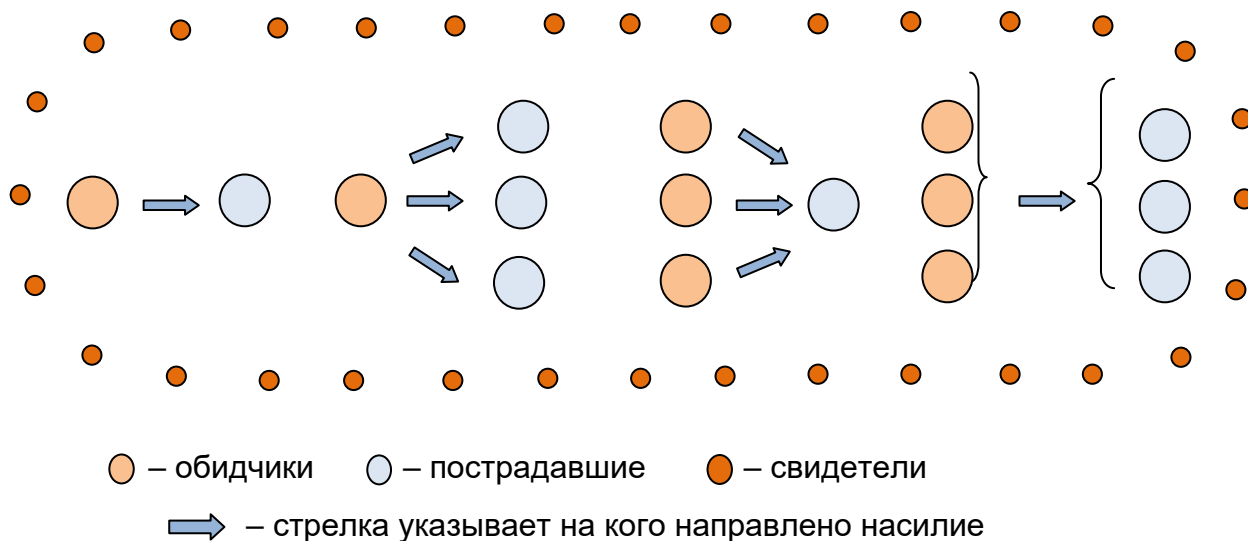 – обидчики – пострадавшие – свидетели
– стрелка указывает на кого направлено насилие